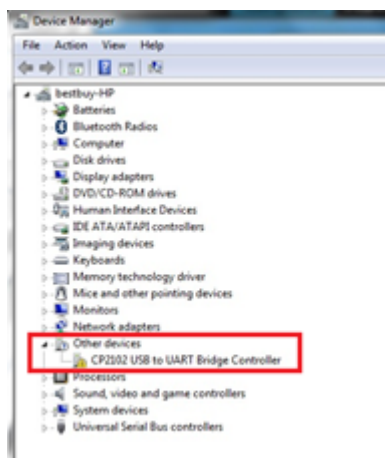 Device Manager
File Action View Help
bestbuy-HP
Batteries
Bluetooth Radios
Computer
Disk drives
Display adapters
DVD/CD-ROM drives
Human Interface Devices
IDE ATA/ATAPI controllers
Imaging devices
Keyboards
Memory technology driver
Mice and other pointing devices
Monitors
Network adapters
Other devices
CP2102 USB to UART Bridge Controller
Processors
Sound, video and game controllers
System devices
Universal Serial Bus controllers